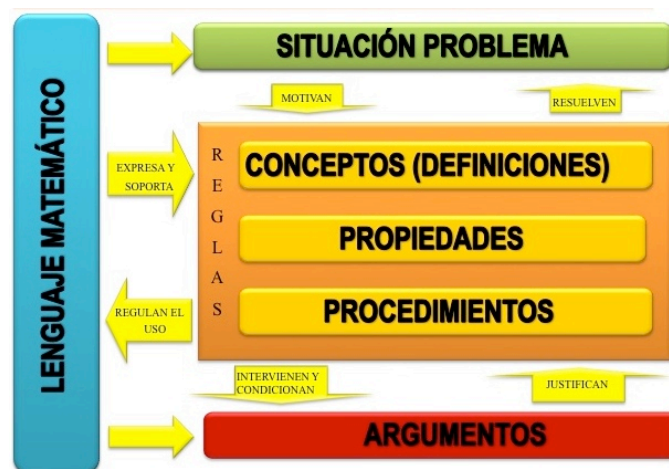 LENGUAJE MATEMÁTICO
SITUACIÓN PROBLEMA
MOTIVAN
RESUELVEN
EXPRESA Y
SOPORTA
REGLAS
CONCEPTOS (DEFINICIONES)
PROPIEDADES
PROCEDIMIENTOS
REGULAN EL
USO
INTERVIENEN Y
CONDICIONAN
JUSTIFICAN
ARGUMENTOS